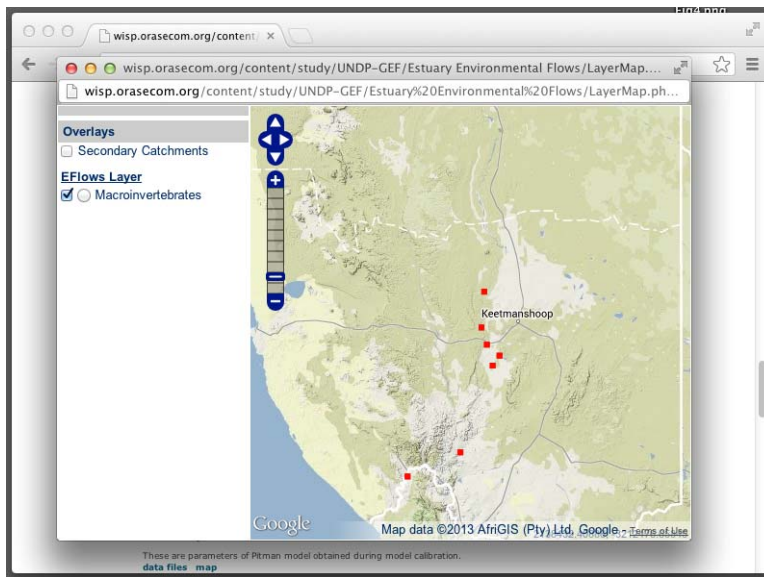 Fig4.png
wisp.orasecom.org/content/
wisp.orasecom.org/content/study/UNDP-GEF/Estuary Environmental Flows/LayerMap....
wisp.orasecom.org/content/study/UNDP-GEF/Estuary%20Environmental%20Flows/LayerMap.ph...
Overlays
Secondary Catchments
EFlows Layer
Macroinvertebrates
Keetmanshoop
Google
Map data ©2013 AfriGIS (Pty) Ltd, Google - Terms of Use
These are parameters of Pitman model obtained during model calibration.
data files map